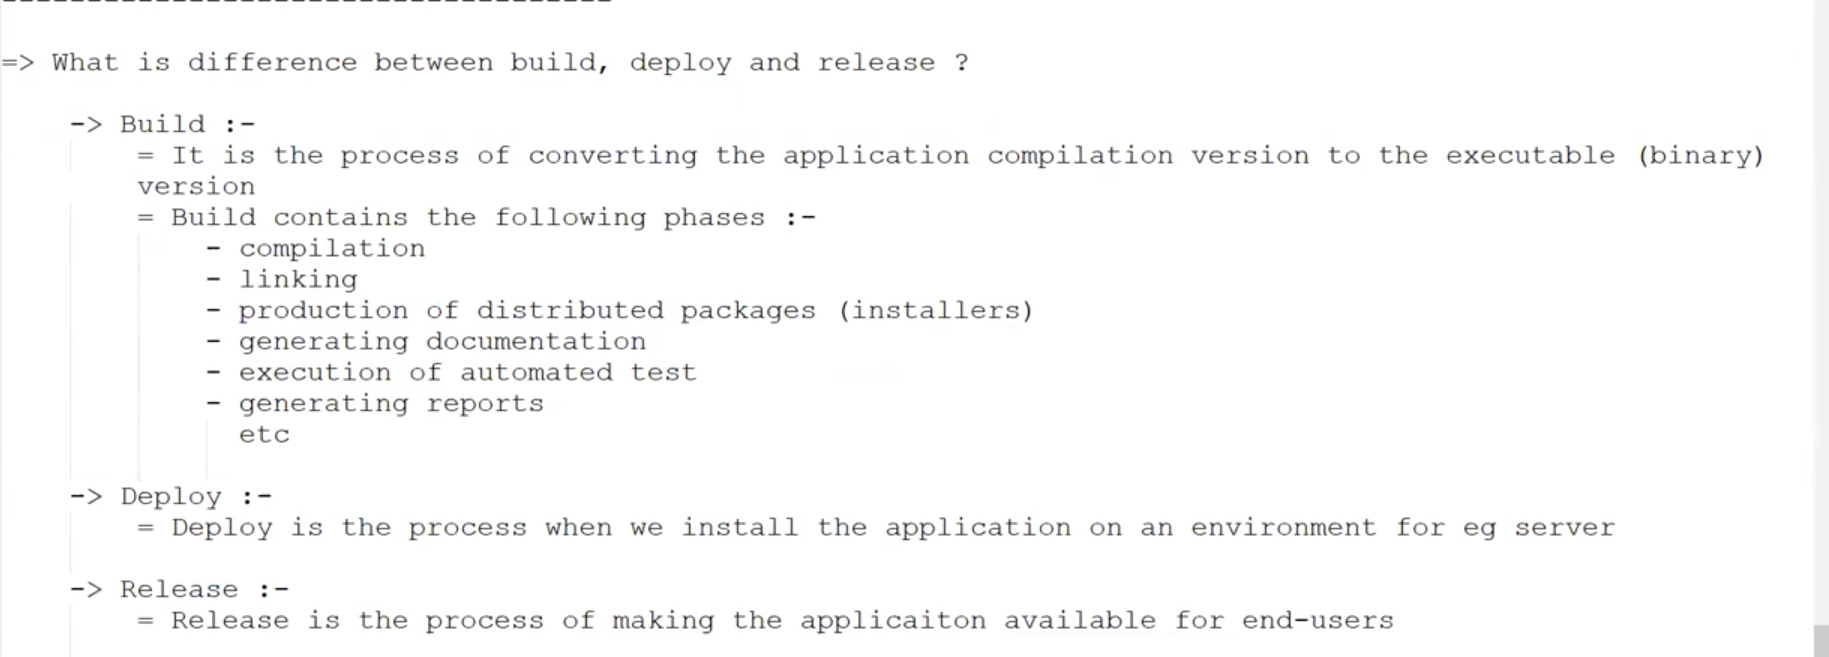 ------------------------------------
=> What is difference between build, deploy and release ?
-> Build :-
= It is the process of converting the application compilation version to the executable (binary)
version
= Build contains the following phases :-
- compilation
- linking
- production of distributed packages (installers)
- generating documentation
- execution of automated test
- generating reports
etc
-> Deploy :-
= Deploy is the process when we install the application on an environment for eg server
-> Release :-
= Release is the process of making the applicaiton available for end-users